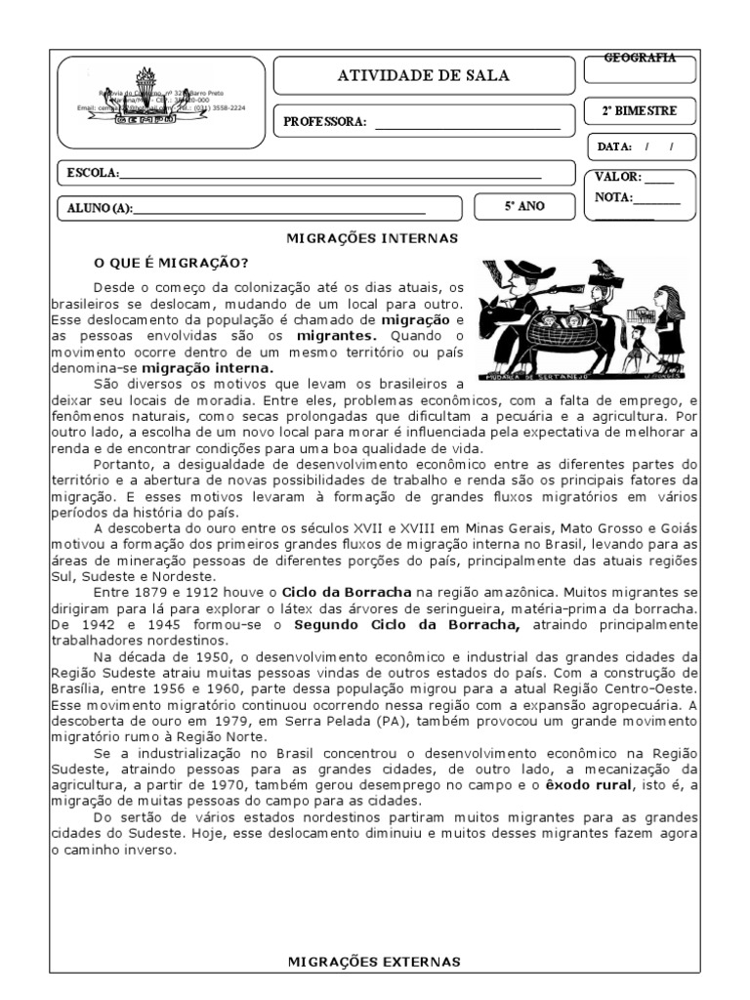 GEOGRAFIA
ATIVIDADE DE SALA
Barro Preto
Email:
(031) 3558-2224
PROFESSORA: ______________________________
2° BIMESTRE
DATA: / /
ESCOLA:______________________________________________________________________
VALOR: _____
NOTA:________
__________
ALUNO (A):________________________________________________
5° ANO
MIGRAÇÕES INTERNAS
O QUE É MIGRAÇÃO?
Desde o começo da colonização até os dias atuais, os
brasileiros se deslocam, mudando de um local para outro.
Esse deslocamento da população é chamado de migração e
as pessoas envolvidas são os migrantes. Quando o
movimento ocorre dentro de um mesmo território ou país
denomina-se migração interna.
MUDANÇA DE SERTANEJO
J. BORGES
São diversos os motivos que levam os brasileiros a
deixar seu locais de moradia. Entre eles, problemas econômicos, com a falta de emprego, e
fenômenos naturais, como secas prolongadas que dificultam a pecuária e a agricultura. Por
outro lado, a escolha de um novo local para morar é influenciada pela expectativa de melhorar a
renda e de encontrar condições para uma boa qualidade de vida.
Portanto, a desigualdade de desenvolvimento econômico entre as diferentes partes do
território e a abertura de novas possibilidades de trabalho e renda são os principais fatores da
migração. E esses motivos levaram à formação de grandes fluxos migratórios em vários
períodos da história do país.
A descoberta do ouro entre os séculos XVII e XVIII em Minas Gerais, Mato Grosso e Goiás
motivou a formação dos primeiros grandes fluxos de migração interna no Brasil, levando para as
áreas de mineração pessoas de diferentes porções do país, principalmente das atuais regiões
Sul, Sudeste e Nordeste.
Entre 1879 e 1912 houve o Ciclo da Borracha na região amazônica. Muitos migrantes se
dirigiram para lá para explorar o látex das árvores de seringueira, matéria-prima da borracha.
De 1942 e 1945 formou-se o Segundo Ciclo da Borracha, atraindo principalmente
trabalhadores nordestinos.
Na década de 1950, o desenvolvimento econômico e industrial das grandes cidades da
Região Sudeste atraiu muitas pessoas vindas de outros estados do país. Com a construção de
Brasília, entre 1956 e 1960, parte dessa população migrou para a atual Região Centro-Oeste.
Esse movimento migratório continuou ocorrendo nessa região com a expansão agropecuária. A
descoberta de ouro em 1979, em Serra Pelada (PA), também provocou um grande movimento
migratório rumo à Região Norte.
Se a industrialização no Brasil concentrou o desenvolvimento econômico na Região
Sudeste, atraindo pessoas para as grandes cidades, de outro lado, a mecanização da
agricultura, a partir de 1970, também gerou desemprego no campo e o êxodo rural, isto é, a
migração de muitas pessoas do campo para as cidades.
Do sertão de vários estados nordestinos partiram muitos migrantes para as grandes
cidades do Sudeste. Hoje, esse deslocamento diminuiu e muitos desses migrantes fazem agora
o caminho inverso.
MIGRAÇÕES EXTERNAS